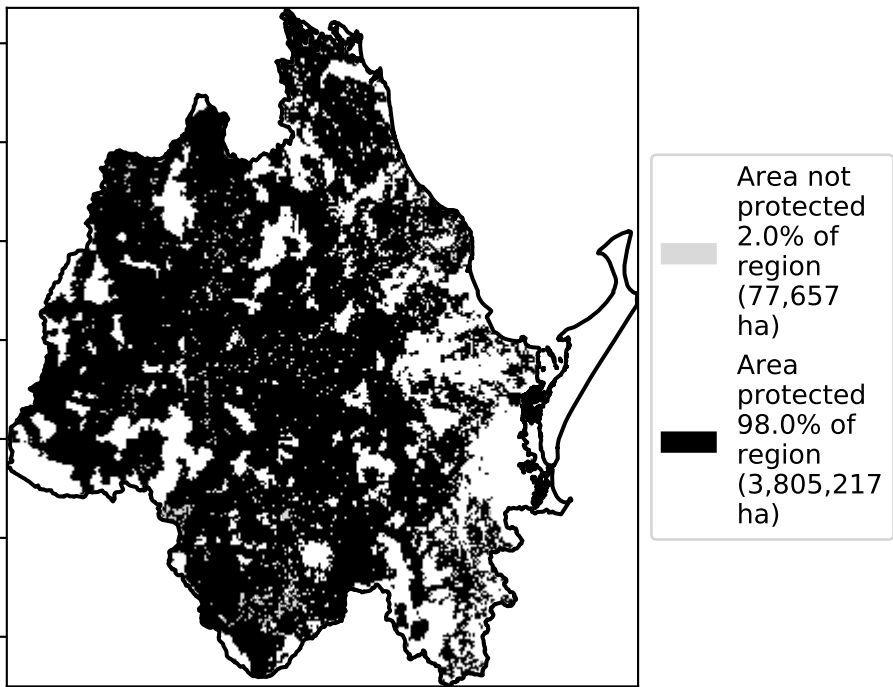 Area not
protected
2.0% of
region
(77,657
ha)
Area
protected
98.0% of
region
(3,805,217
ha)